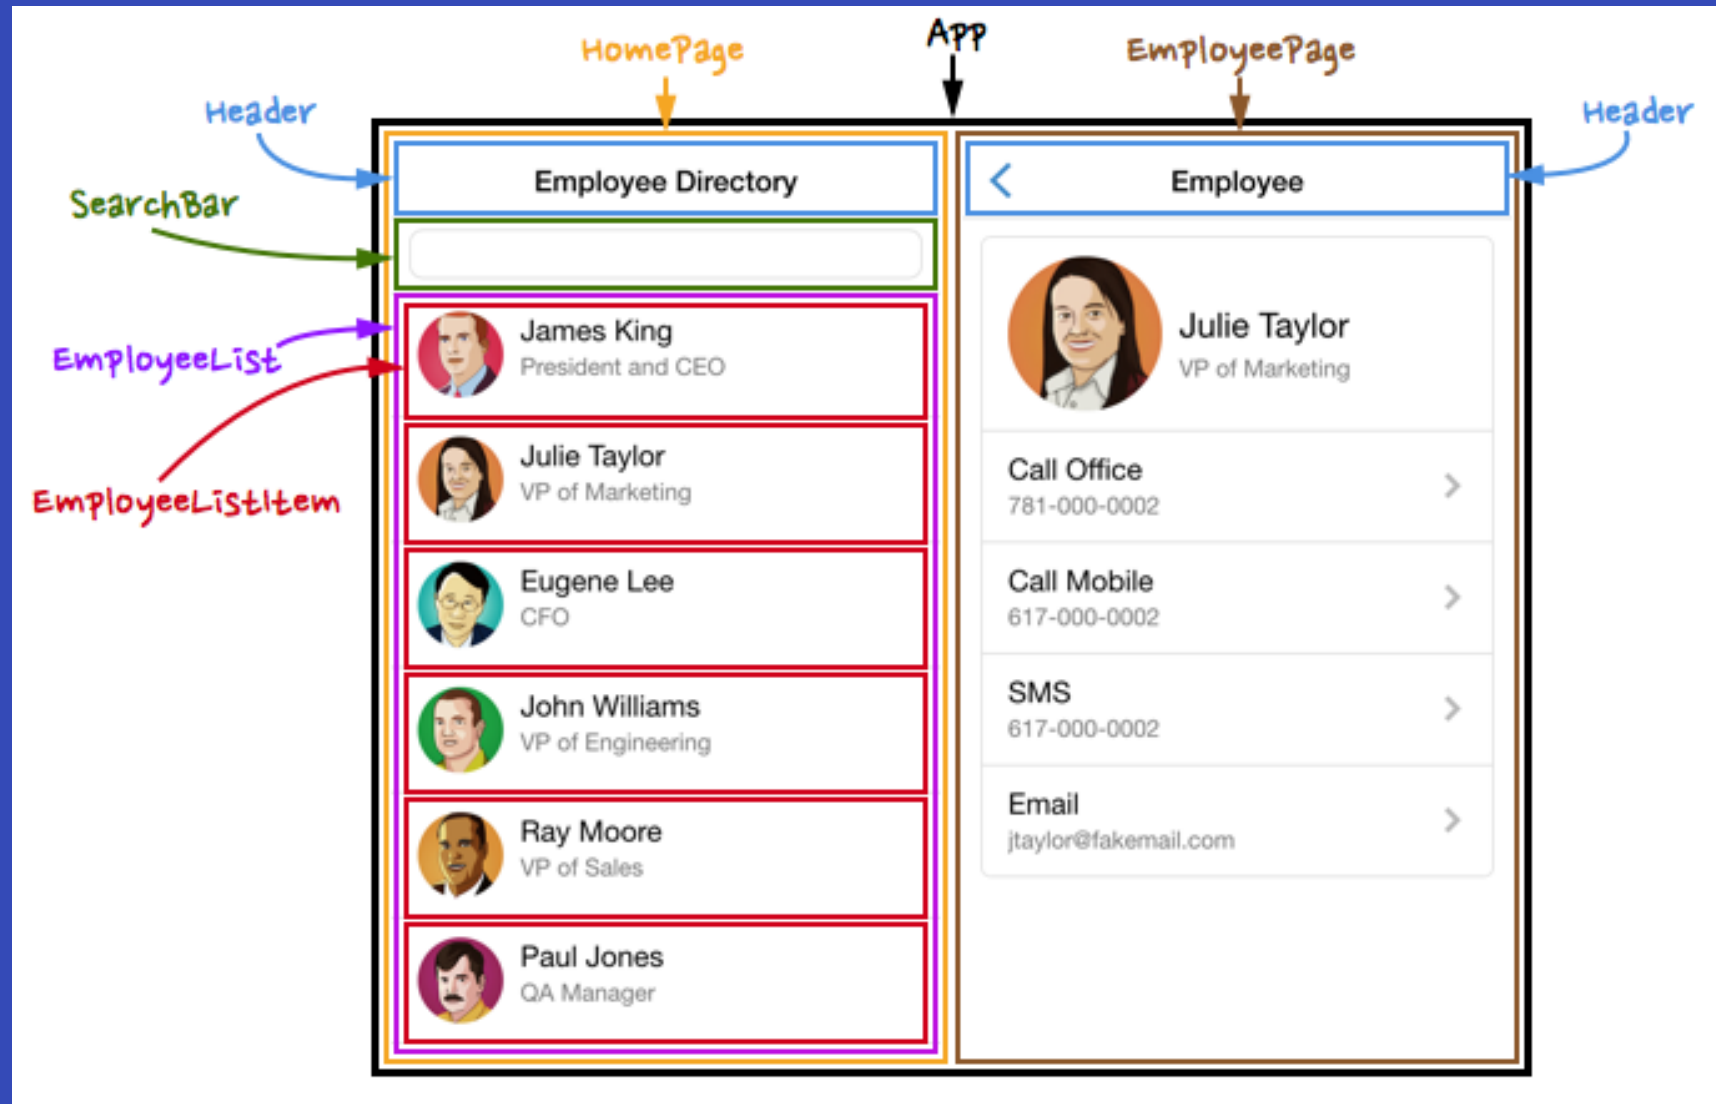 App
HomePage
EmployeePage
Header
Header
SearchBar
EmployeeList
EmployeeListItem
Employee Directory
James King
President and CEO
Julie Taylor
VP of Marketing
Eugene Lee
CFO
John Williams
VP of Engineering
Ray Moore
VP of Sales
Paul Jones
QA Manager
Employee
Julie Taylor
VP of Marketing
Call Office
781-000-0002
Call Mobile
617-000-0002
SMS
617-000-0002
Email
jtaylor@fakemail.com